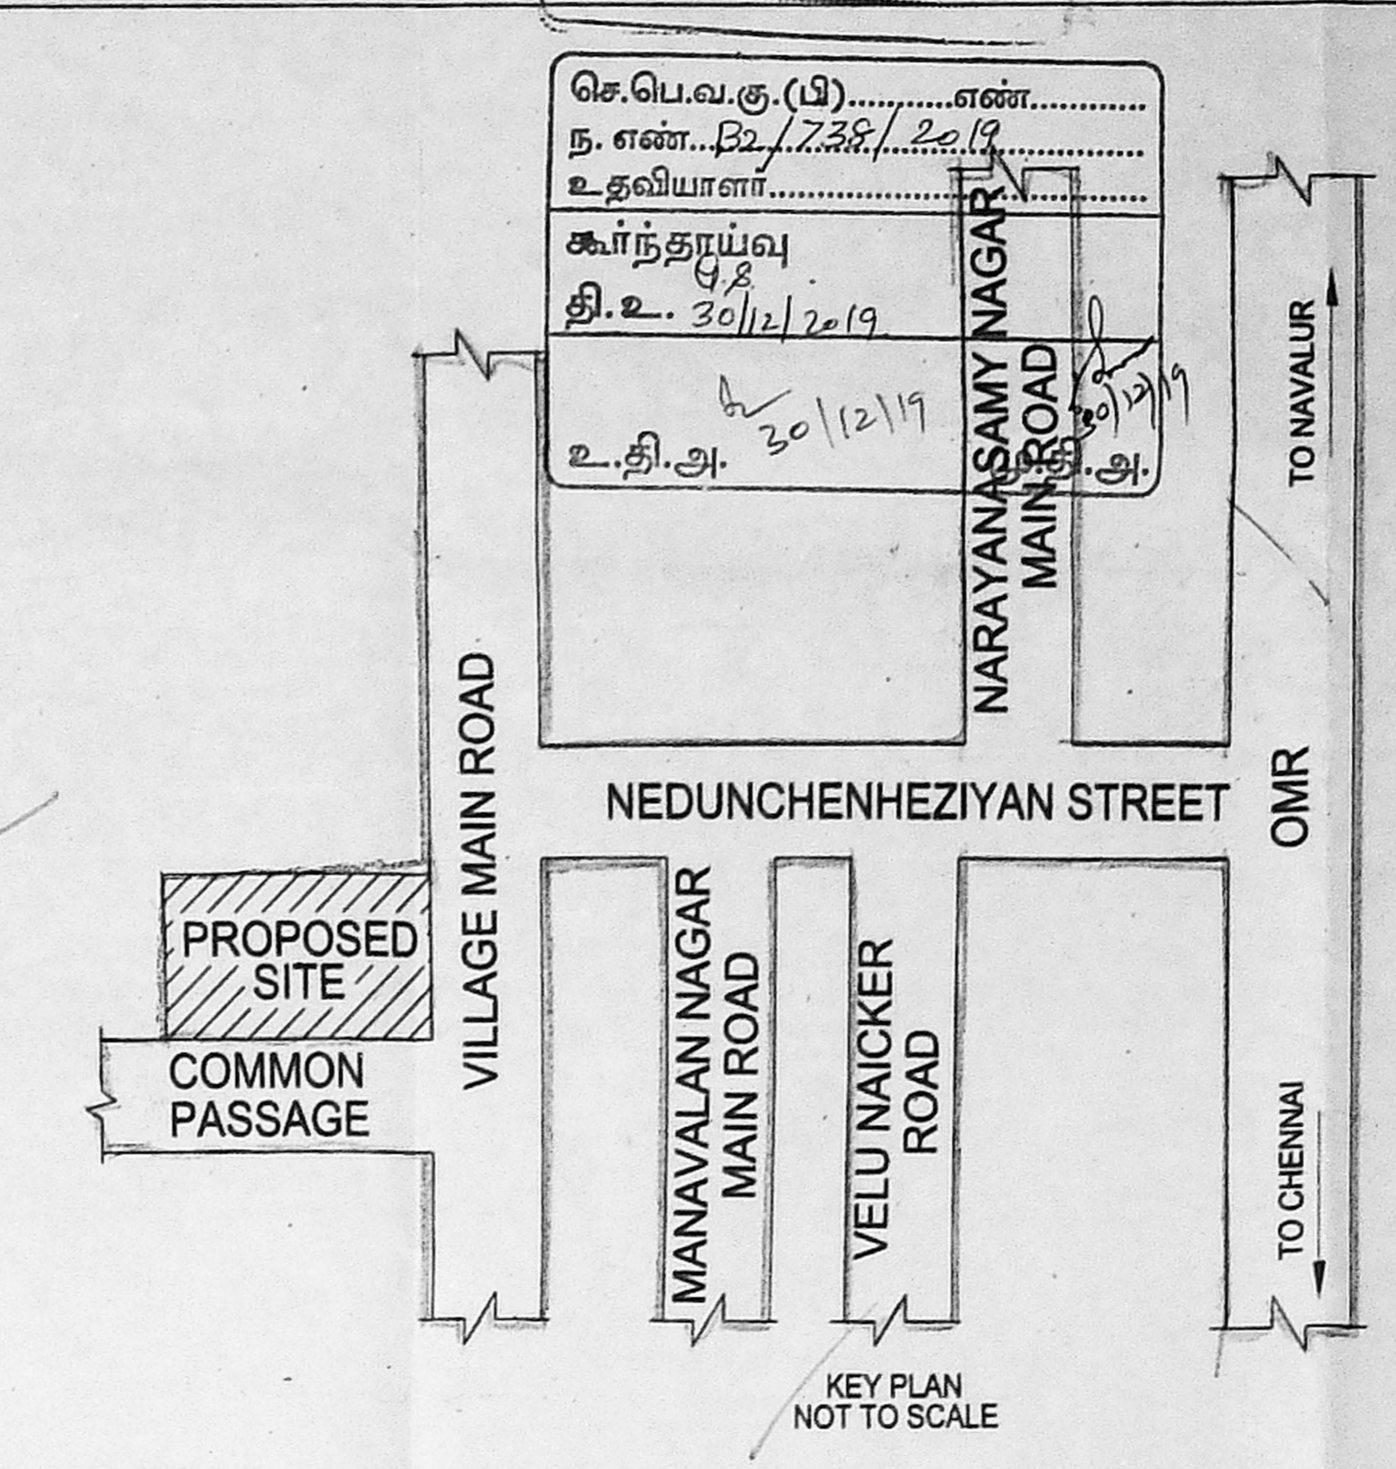 செ.பெ.வ.கு.(பி)...........எண்............
ந. எண்...B2/738/2019...............
உதவியாளர்................................
கூர்ந்தாய்வு
தி.உ. 30/12/2019
30/12/19
30/12/19
உ.தி.அ.
மூ.தி.அ.
NARAYANASAMY NAGAR
MAIN ROAD
TO NAVALUR
VILLAGE MAIN ROAD
NEDUNCHENHEZIYAN STREET
OMR
PROPOSED
SITE
COMMON
PASSAGE
MANAVALAN NAGAR
MAIN ROAD
VELU NAICKER
ROAD
TO CHENNAI
KEY PLAN
NOT TO SCALE